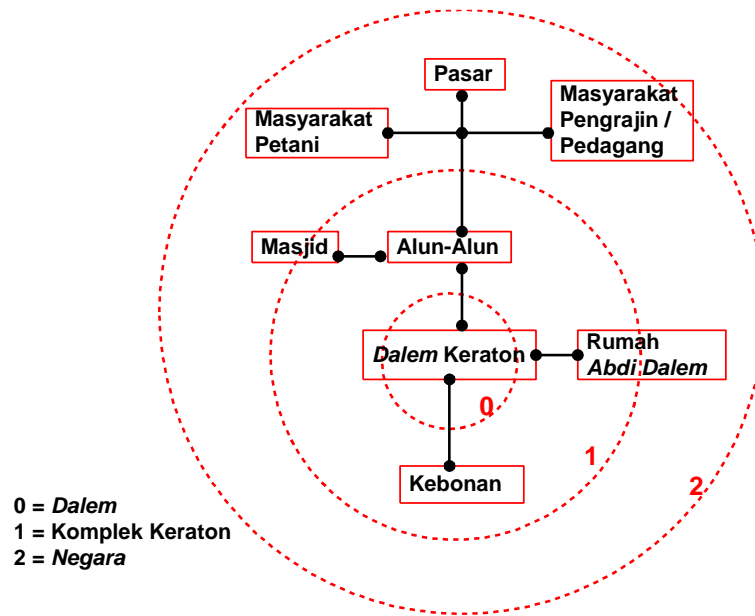 Pasar
Masyarakat
Petani
Masyarakat
Pengrajin /
Pedagang
Masjid
Alun-Alun
Dalem Keraton
Rumah
Abdi Dalem
0
1
2
Kebonan
0 = Dalem
1 = Komplek Keraton
2 = Negara